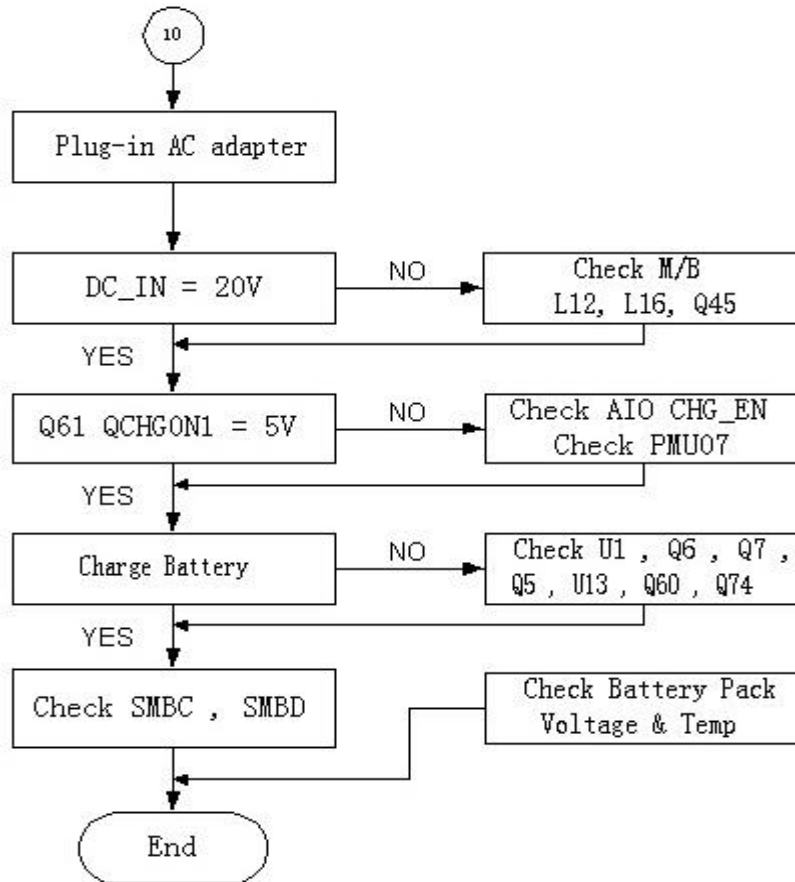 10
Plug-in AC adapter
DC_IN = 20V
NO
Check M/B
L12, L16, Q45
YES
Q61 QCHGON1 = 5V
NO
Check AIO CHG_EN
Check PMU07
YES
Charge Battery
NO
Check U1 , Q6 , Q7 ,
Q5 , U13 , Q60 , Q74
YES
Check SMBC , SMBD
Check Battery Pack
Voltage & Temp
End